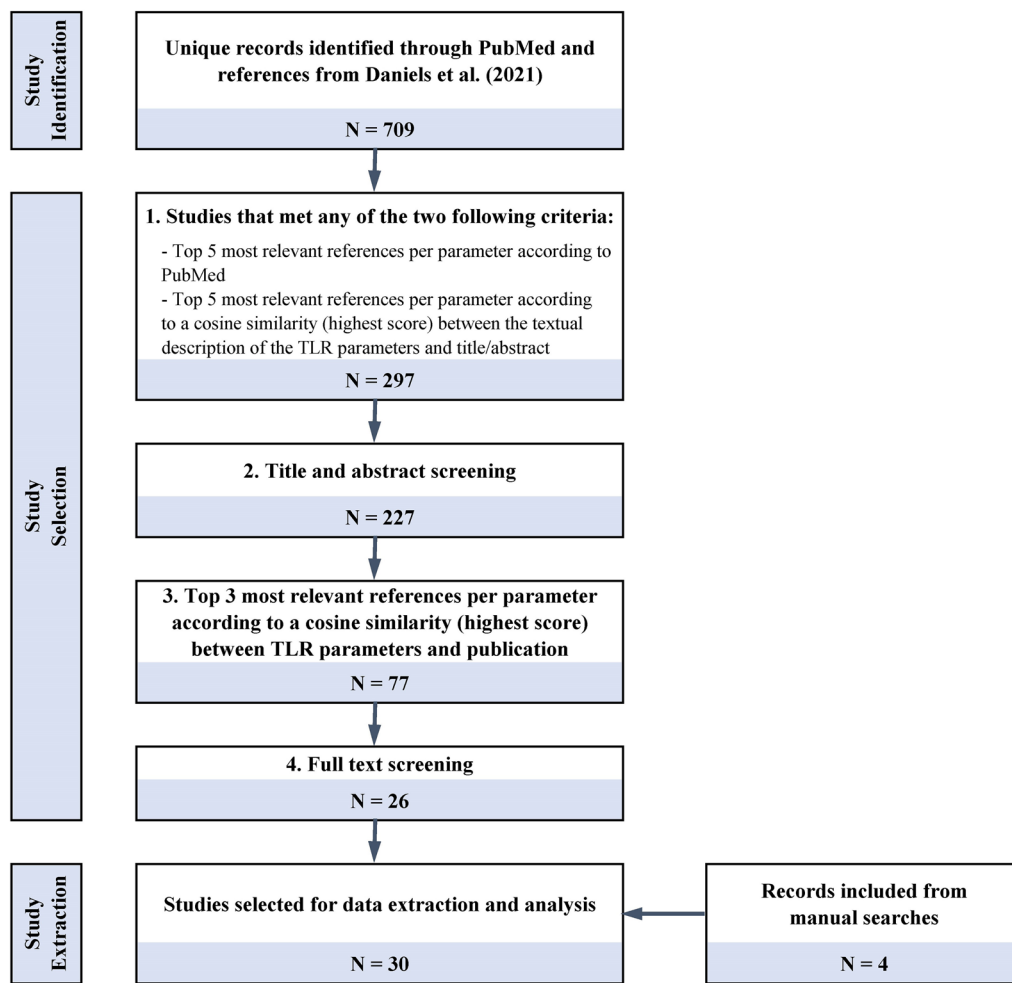 Study
Identification
Unique records identified through PubMed and
references from Daniels et al. (2021)
N = 709
Study
Selection
1. Studies that met any of the two following criteria:
- Top 5 most relevant references per parameter according to
PubMed
- Top 5 most relevant references per parameter according
to a cosine similarity (highest score) between the textual
description of the TLR parameters and title/abstract
N = 297
2. Title and abstract screening
N = 227
3. Top 3 most relevant references per parameter
according to a cosine similarity (highest score)
between TLR parameters and publication
N = 77
4. Full text screening
N = 26
Study
Extraction
Studies selected for data extraction and analysis
N = 30
Records included from
manual searches
N = 4